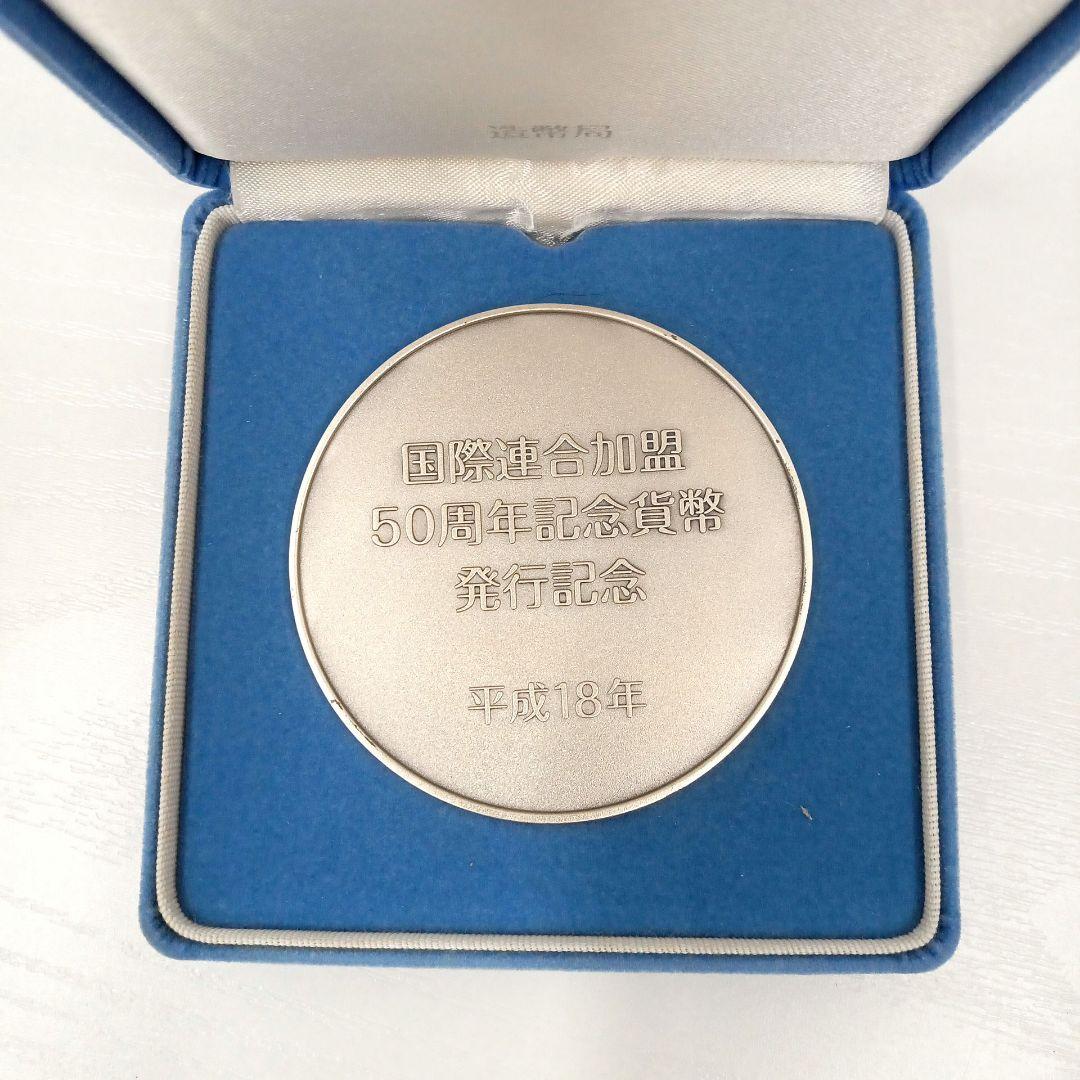 造幣局
国際連合加盟
50周年記念貨幣
発行記念
平成18年